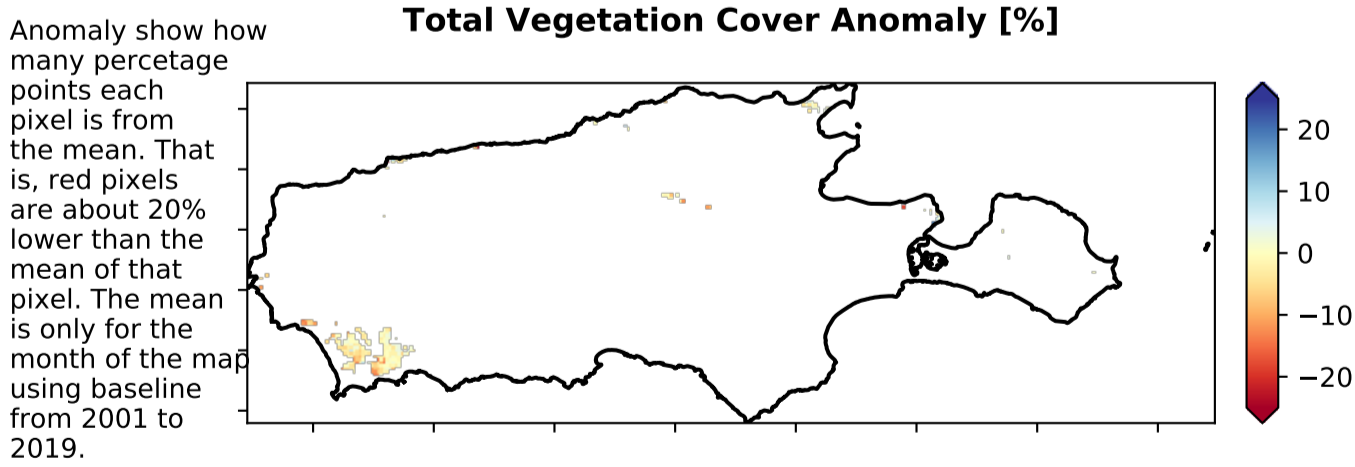 Total Vegetation Cover Anomaly [%]
Anomaly show how
many percetage
points each
pixel is from
the mean. That
is, red pixels
are about 20%
lower than the
mean of that
pixel. The mean
is only for the
month of the map
using baseline
from 2001 to
2019.
20
10
0
−10
−20